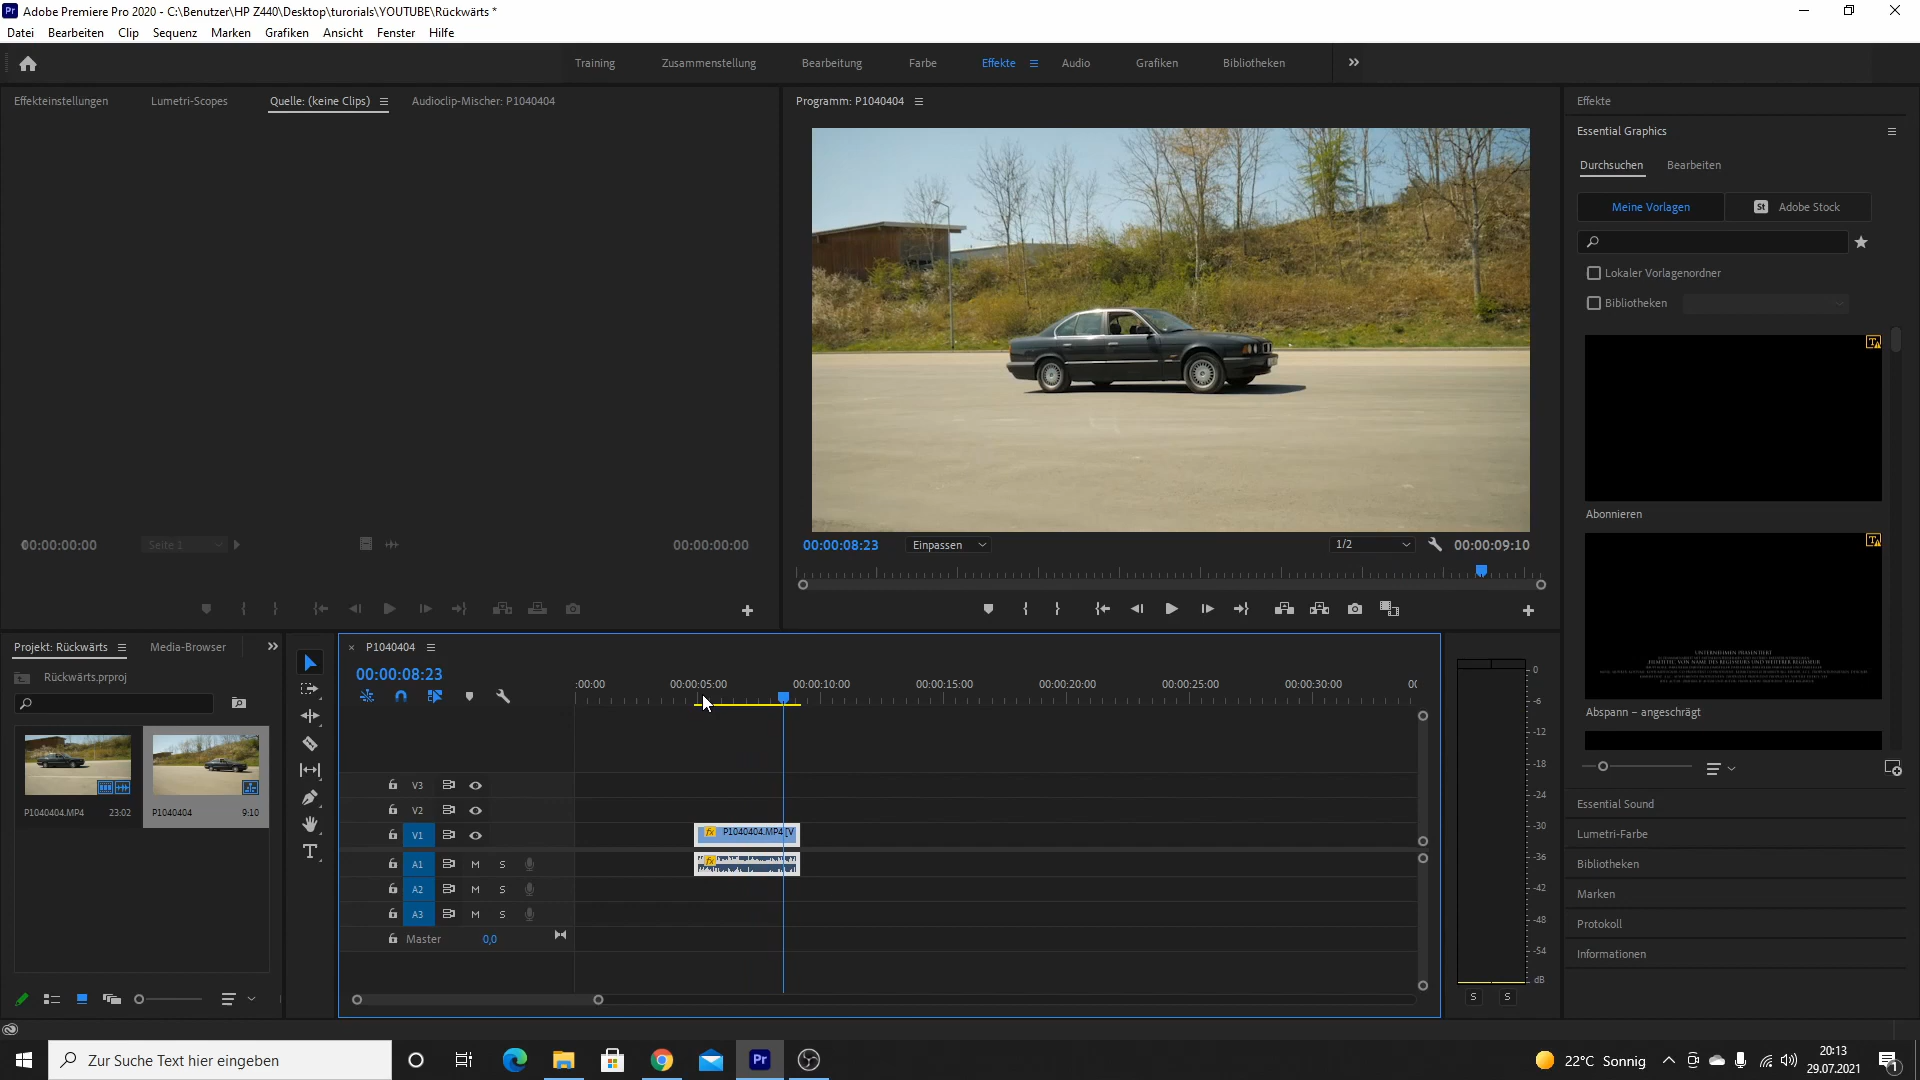 Adobe Premiere Pro 2020 - C:\Benutzer\HP Z440\Desktop\turorials\YOUTUBE\Rückwärts *
Datei Bearbeiten Clip Sequenz Marken Grafiken Ansicht Fenster Hilfe
Training Zusammenstellung Bearbeitung Farbe Effekte Audio Grafiken Bibliotheken
Effekteinstellungen Lumetri-Scopes Quelle: (keine Clips) Audioclip-Mischer: P1040404
Programm: P1040404
Effekte
Essential Graphics
Durchsuchen Bearbeiten
Meine Vorlagen St Adobe Stock
Lokaler Vorlagenordner
Bibliotheken
Abonnieren
Abspann – angeschrägt
00:00:00:00 Seite 1 00:00:00:00
00:00:08:23 Einpassen 1/2 00:00:09:10
Projekt: Rückwärts Media-Browser
Rückwärts.prproj
P1040404.MP4 23:02 P1040404 9:10
P1040404
00:00:08:23
:00:00 00:00:05:00 00:00:10:00 00:00:15:00 00:00:20:00 00:00:25:00 00:00:30:00
V3
V2
V1 fx P1040404.MP4 [V
A1 M S fx
A2 M S
A3 M S
Master 0,0
0
-6
-12
-18
-24
-30
-36
-42
-48
-54
dB
S S
Essential Sound
Lumetri-Farbe
Bibliotheken
Marken
Protokoll
Informationen
Zur Suche Text hier eingeben
Pr
22°C Sonnig
20:13
29.07.2021
1